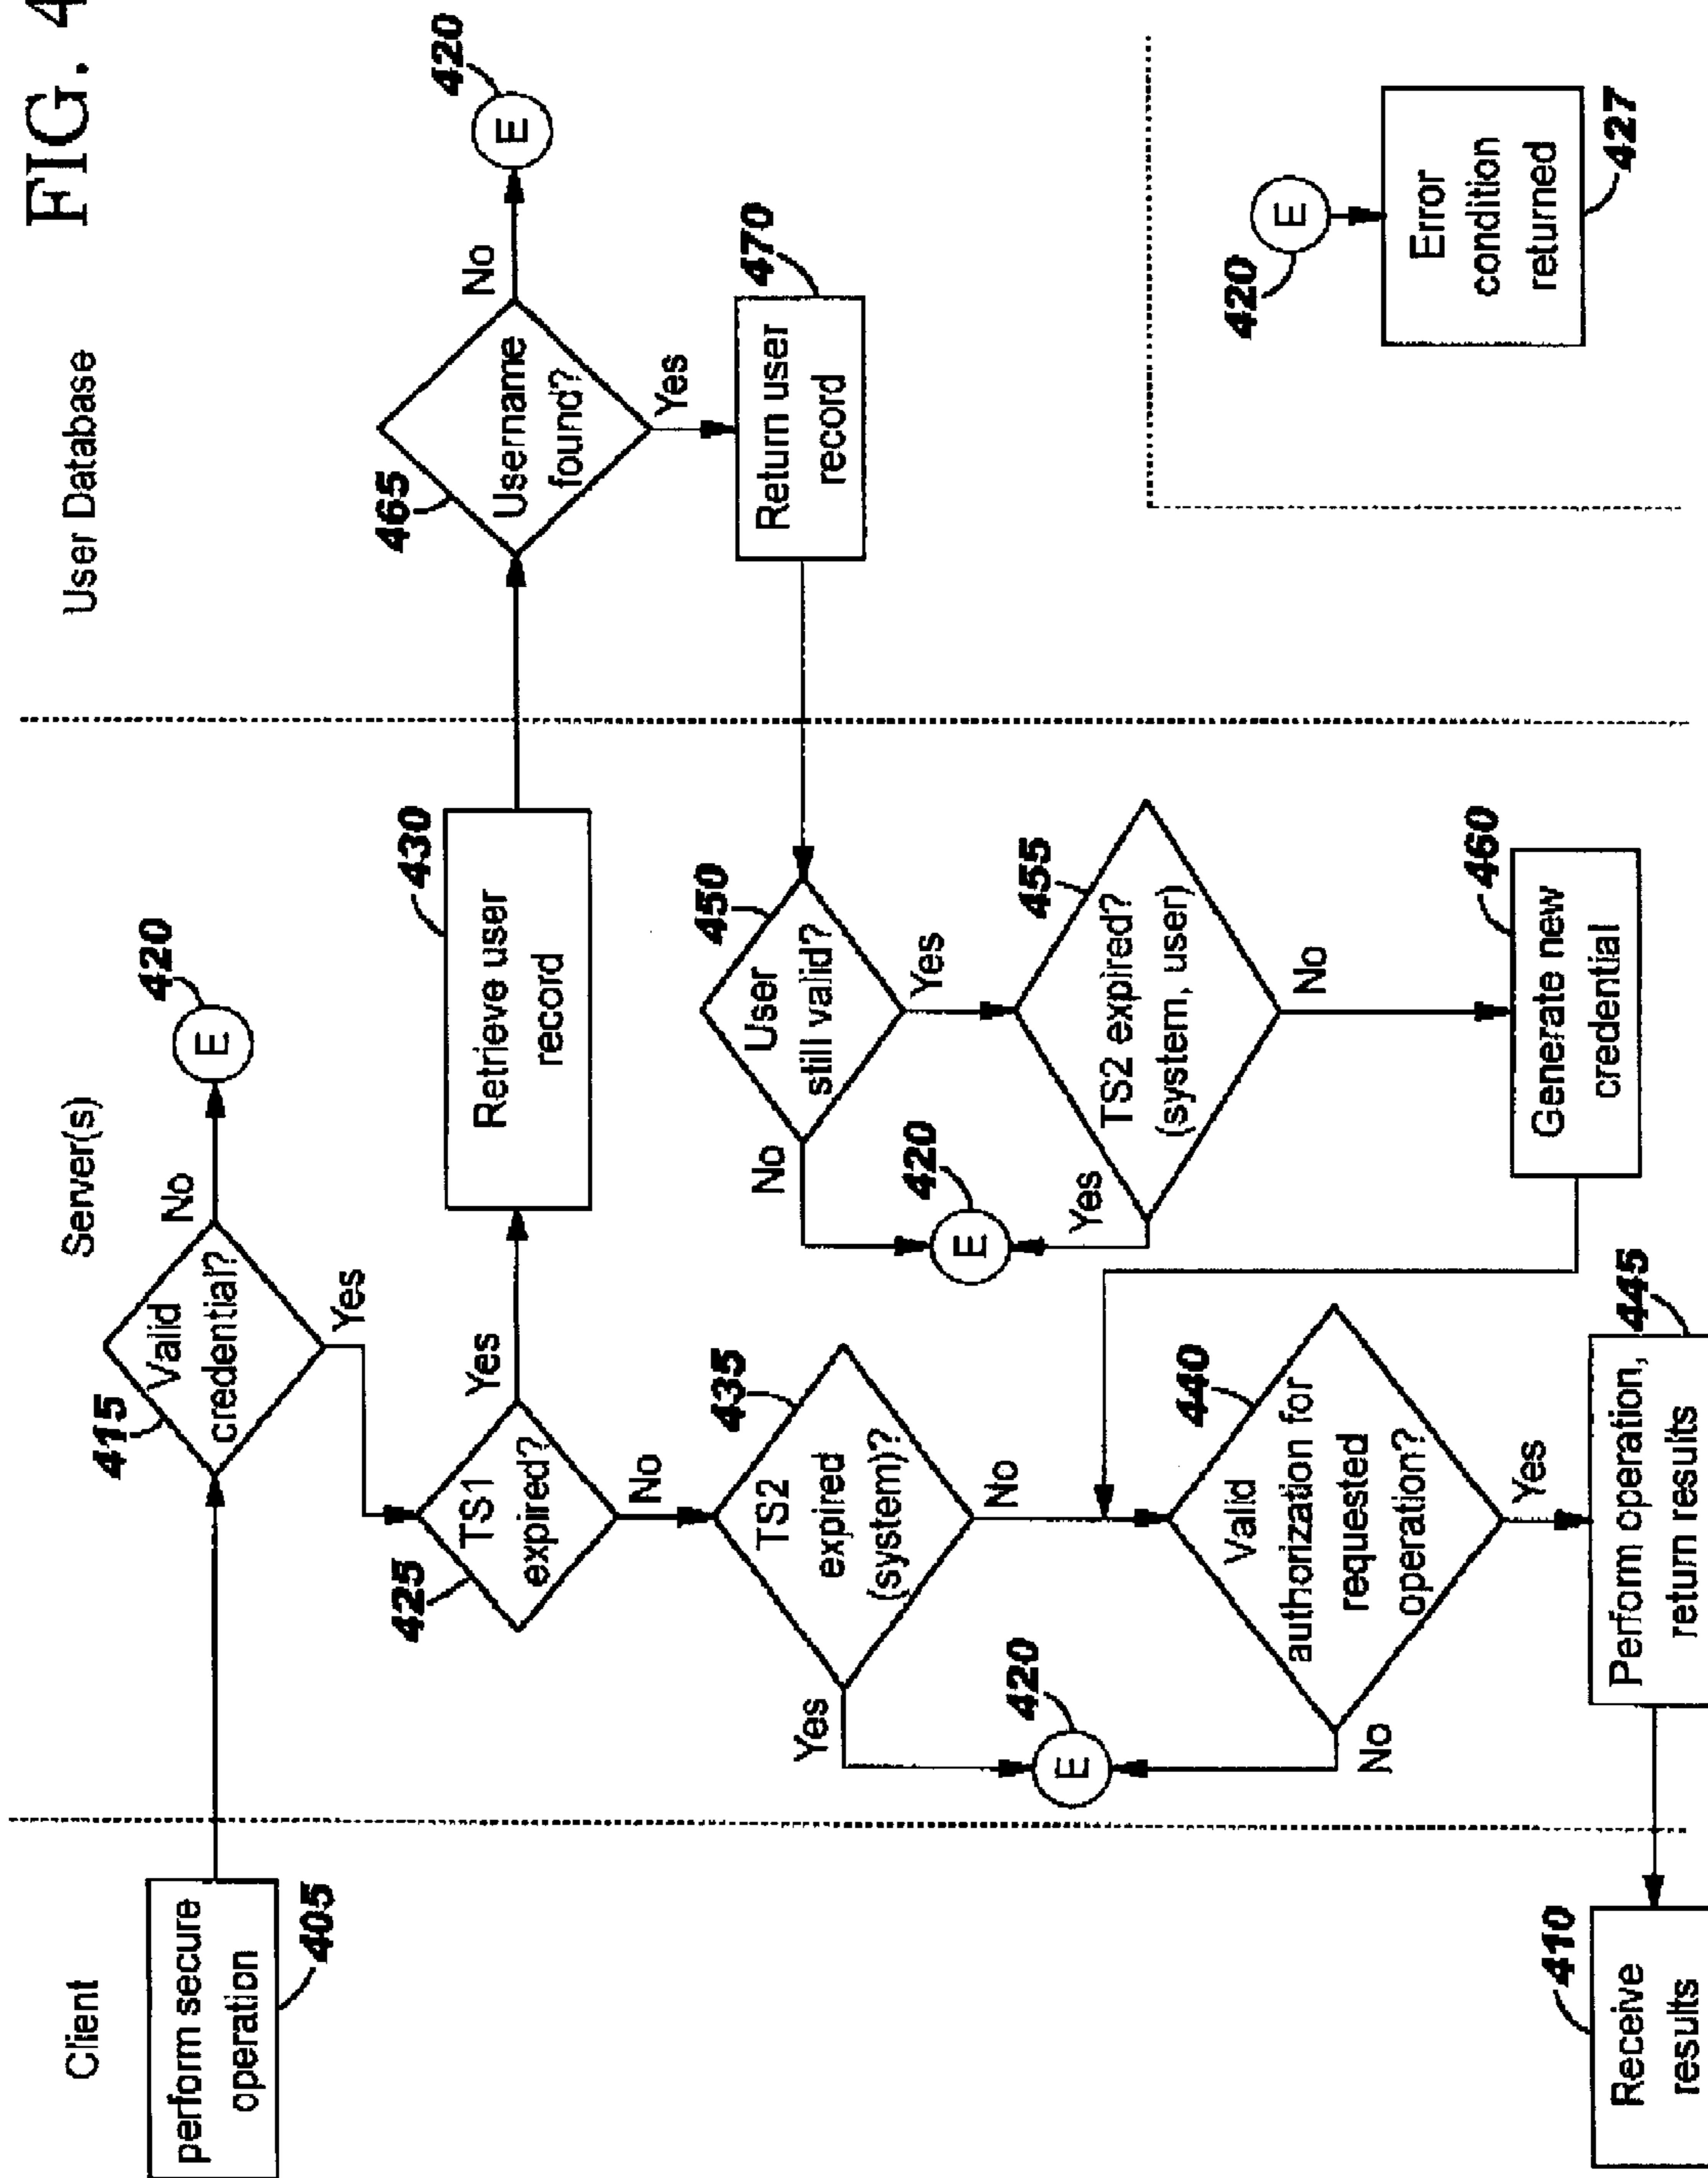 FIG. 4
Client
Server(s)
User Database
perform secure
operation
405
415
Valid
credential?
No
420
E
Yes
425
TS1
expired?
Yes
430
Retrieve user
record
465
Username
found?
No
420
E
Yes
470
Return user
record
No
435
TS2
expired
(system)?
Yes
420
E
No
450
User
still valid?
No
420
E
Yes
455
TS2 expired?
(system, user)
Yes
No
460
Generate new
credential
440
Valid
authorization for
requested
operation?
No
Yes
445
Perform operation,
return results
410
Receive
results
420
E
Error
condition
returned
427